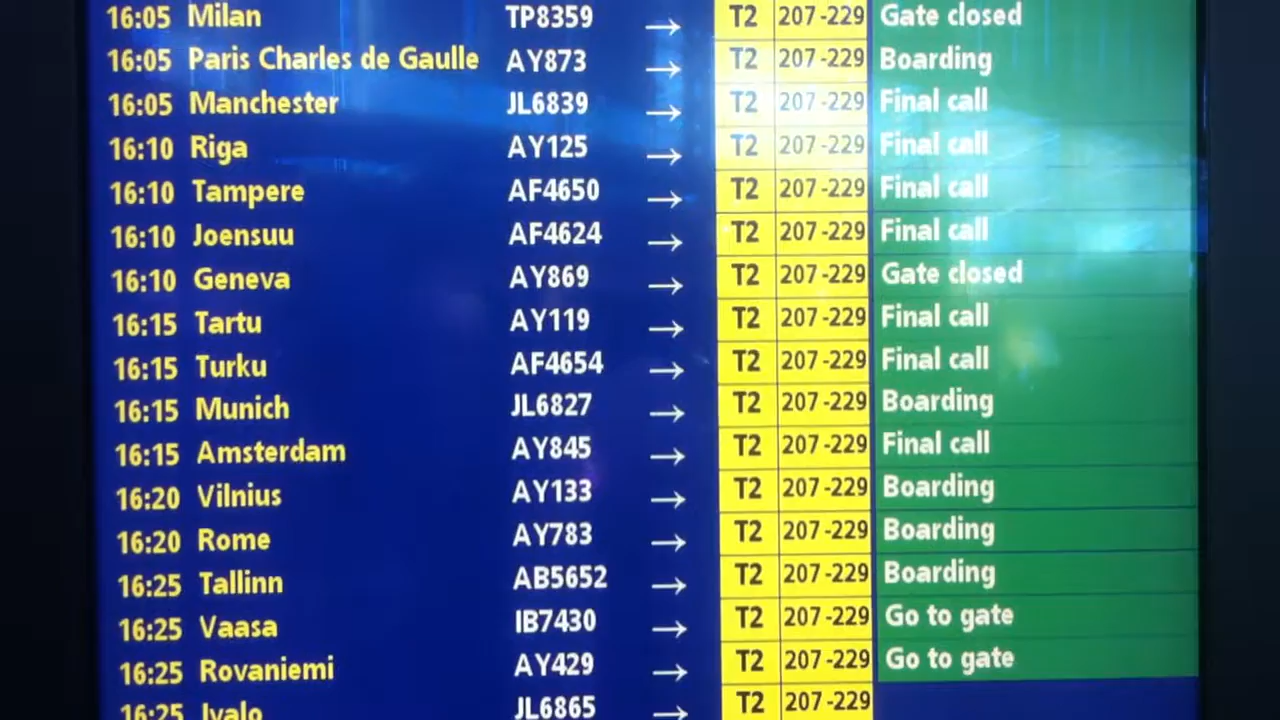 16:05 Milan TP8359 → T2 207-229 Gate closed
16:05 Paris Charles de Gaulle AY873 → T2 207-229 Boarding
16:05 Manchester JL6839 → T2 207-229 Final call
16:10 Riga AY125 → T2 207-229 Final call
16:10 Tampere AF4650 → T2 207-229 Final call
16:10 Joensuu AF4624 → T2 207-229 Final call
16:10 Geneva AY869 → T2 207-229 Gate closed
16:15 Tartu AY119 → T2 207-229 Final call
16:15 Turku AF4654 → T2 207-229 Final call
16:15 Munich JL6827 → T2 207-229 Boarding
16:15 Amsterdam AY845 → T2 207-229 Final call
16:20 Vilnius AY133 → T2 207-229 Boarding
16:20 Rome AY783 → T2 207-229 Boarding
16:25 Tallinn AB5652 → T2 207-229 Boarding
16:25 Vaasa IB7430 → T2 207-229 Go to gate
16:25 Rovaniemi AY429 → T2 207-229 Go to gate
16:25 Ivalo JL6865 → T2 207-229